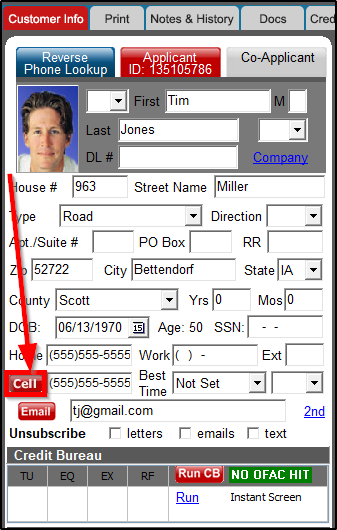 Customer Info Print Notes & History Docs Cred
Reverse Phone Lookup Applicant ID: 135105786 Co-Applicant
First Tim M
Last Jones
DL # Company
House # 963 Street Name Miller
Type Road Direction
Apt./Suite # PO Box RR
Zip 52722 City Bettendorf State IA
County Scott Yrs 0 Mos 0
DOB: 06/13/1970 15 Age: 50 SSN: - -
Home (555)555-5555 Work ( ) - Ext
Cell (555)555-5555 Best Time Not Set
Email tj@gmail.com 2nd
Unsubscribe letters emails text
Credit Bureau
TU EQ EX RF Run CB NO OFAC HIT
Run Instant Screen